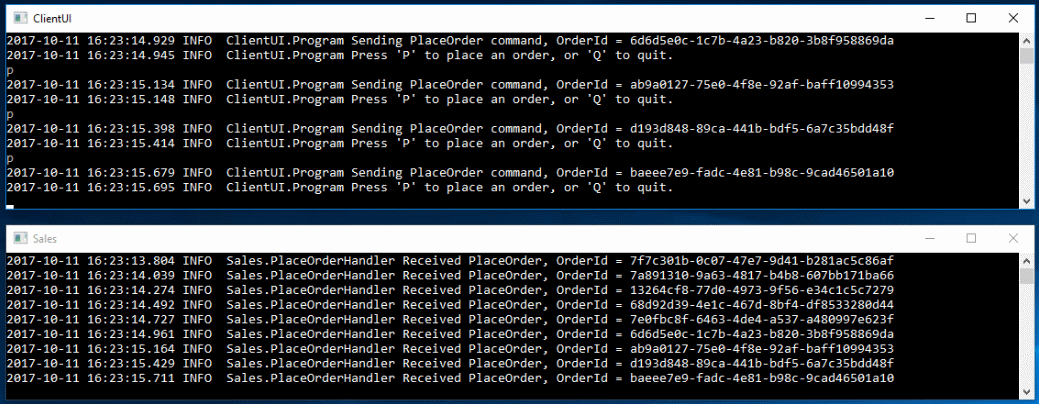 ClientUI
2017-10-11 16:23:14.929 INFO  ClientUI.Program Sending PlaceOrder command, OrderId = 6d6d5e0c-1c7b-4a23-b820-3b8f958869da
2017-10-11 16:23:14.945 INFO  ClientUI.Program Press 'P' to place an order, or 'Q' to quit.
p
2017-10-11 16:23:15.134 INFO  ClientUI.Program Sending PlaceOrder command, OrderId = ab9a0127-75e0-4f8e-92af-baff10994353
2017-10-11 16:23:15.148 INFO  ClientUI.Program Press 'P' to place an order, or 'Q' to quit.
p
2017-10-11 16:23:15.398 INFO  ClientUI.Program Sending PlaceOrder command, OrderId = d193d848-89ca-441b-bdf5-6a7c35bdd48f
2017-10-11 16:23:15.414 INFO  ClientUI.Program Press 'P' to place an order, or 'Q' to quit.
p
2017-10-11 16:23:15.679 INFO  ClientUI.Program Sending PlaceOrder command, OrderId = baeee7e9-fadc-4e81-b98c-9cad46501a10
2017-10-11 16:23:15.695 INFO  ClientUI.Program Press 'P' to place an order, or 'Q' to quit.
Sales
2017-10-11 16:23:13.804 INFO  Sales.PlaceOrderHandler Received PlaceOrder, OrderId = 7f7c301b-0c07-47e7-9d41-b281ac5c86af
2017-10-11 16:23:14.039 INFO  Sales.PlaceOrderHandler Received PlaceOrder, OrderId = 7a891310-9a63-4817-b4b8-607bb171ba66
2017-10-11 16:23:14.274 INFO  Sales.PlaceOrderHandler Received PlaceOrder, OrderId = 13264cf8-77d0-4973-9f56-e34c1c5c7279
2017-10-11 16:23:14.492 INFO  Sales.PlaceOrderHandler Received PlaceOrder, OrderId = 68d92d39-4e1c-467d-8bf4-df8533280d44
2017-10-11 16:23:14.727 INFO  Sales.PlaceOrderHandler Received PlaceOrder, OrderId = 7e0fbc8f-6463-4de4-a537-a480997e623f
2017-10-11 16:23:14.961 INFO  Sales.PlaceOrderHandler Received PlaceOrder, OrderId = 6d6d5e0c-1c7b-4a23-b820-3b8f958869da
2017-10-11 16:23:15.164 INFO  Sales.PlaceOrderHandler Received PlaceOrder, OrderId = ab9a0127-75e0-4f8e-92af-baff10994353
2017-10-11 16:23:15.429 INFO  Sales.PlaceOrderHandler Received PlaceOrder, OrderId = d193d848-89ca-441b-bdf5-6a7c35bdd48f
2017-10-11 16:23:15.711 INFO  Sales.PlaceOrderHandler Received PlaceOrder, OrderId = baeee7e9-fadc-4e81-b98c-9cad46501a10